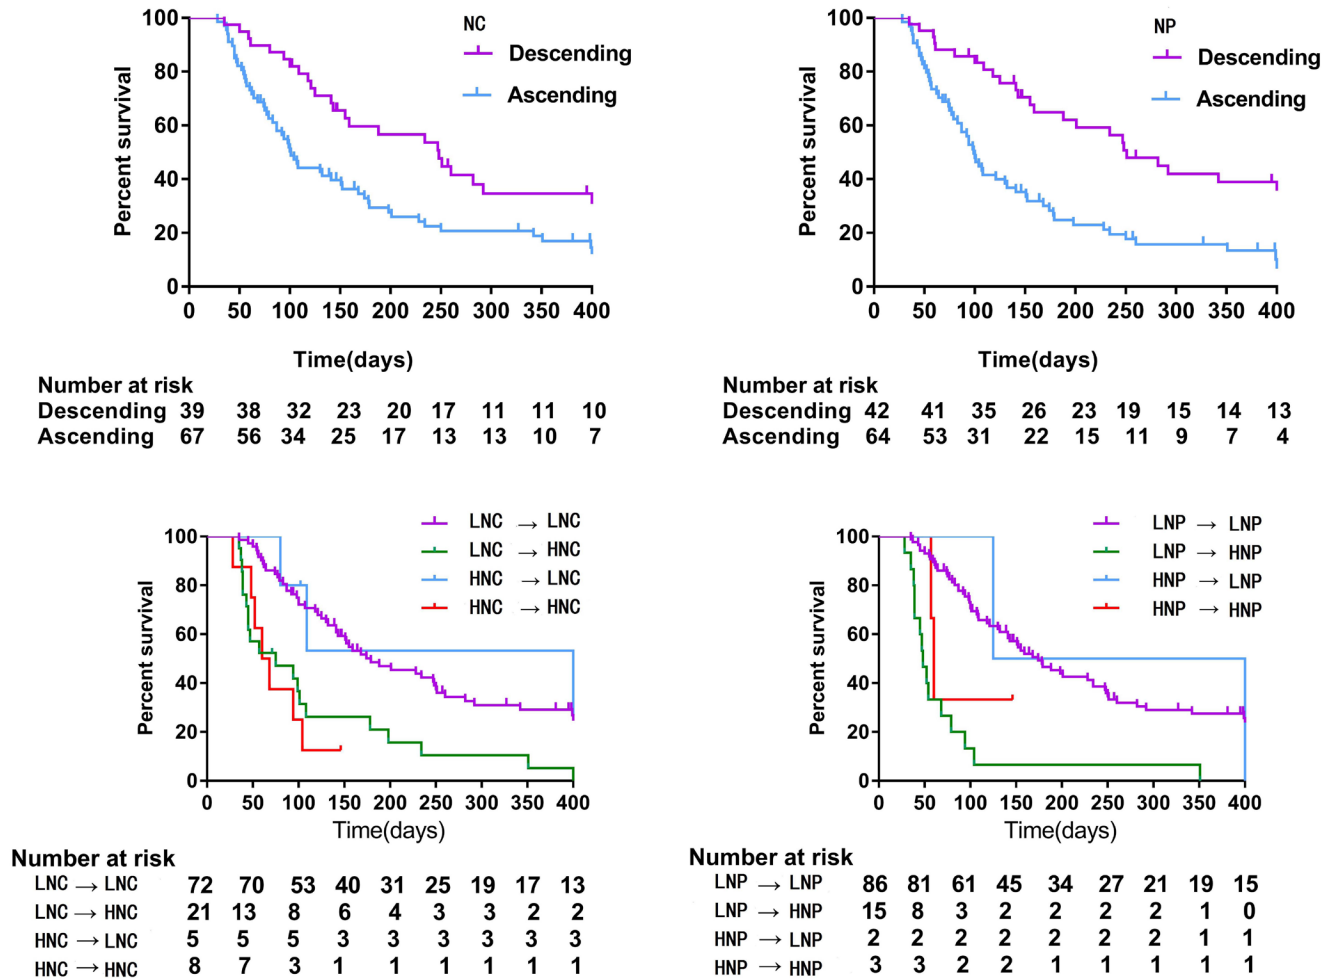 NC
Descending
Ascending
Percent survival
100
80
60
40
20
0
0 50 100 150 200 250 300 350 400
Time(days)
Number at risk
Descending 39 38 32 23 20 17 11 11 10
Ascending 67 56 34 25 17 13 13 10 7
NP
Descending
Ascending
Percent survival
100
80
60
40
20
0
0 50 100 150 200 250 300 350 400
Time(days)
Number at risk
Descending 42 41 35 26 23 19 15 14 13
Ascending 64 53 31 22 15 11 9 7 4
LNC → LNC
LNC → HNC
HNC → LNC
HNC → HNC
Percent survival
100
80
60
40
20
0
0 50 100 150 200 250 300 350 400
Time(days)
Number at risk
LNC → LNC 72 70 53 40 31 25 19 17 13
LNC → HNC 21 13 8 6 4 3 3 2 2
HNC → LNC 5 5 5 3 3 3 3 3 3
HNC → HNC 8 7 3 1 1 1 1 1 1
LNP → LNP
LNP → HNP
HNP → LNP
HNP → HNP
Percent survival
100
80
60
40
20
0
0 50 100 150 200 250 300 350 400
Time(days)
Number at risk
LNP → LNP 86 81 61 45 34 27 21 19 15
LNP → HNP 15 8 3 2 2 2 2 1 0
HNP → LNP 2 2 2 2 2 2 2 1 1
HNP → HNP 3 3 2 2 1 1 1 1 1